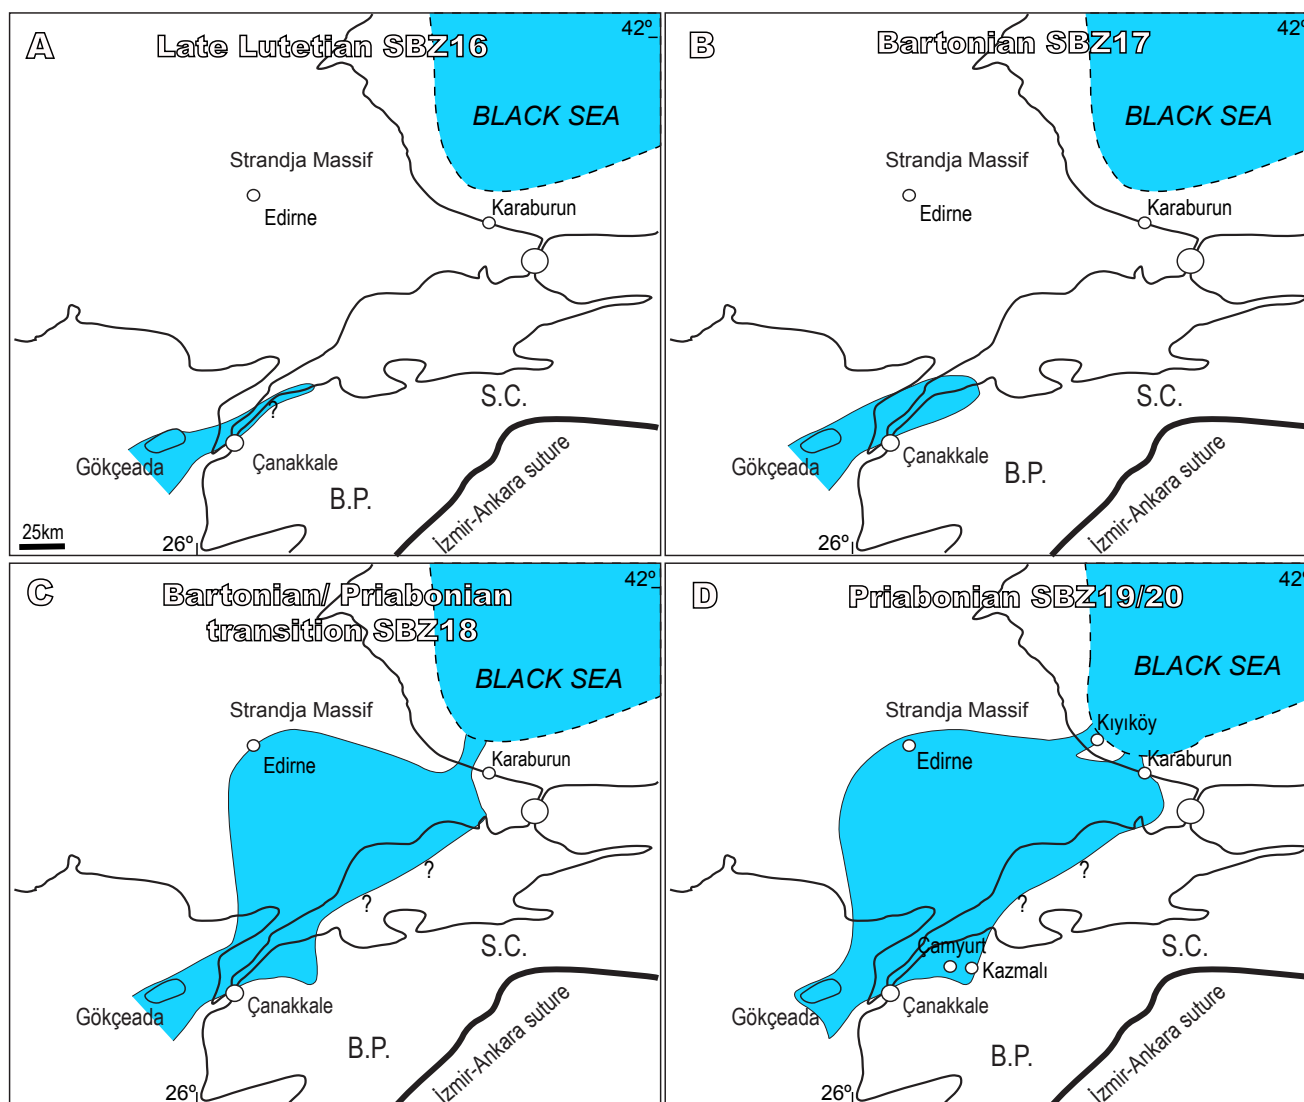 A
Late Lutetian SBZ16
42º
BLACK SEA
Strandja Massif
Edirne
Karaburun
S.C.
?
Gökçeada
Çanakkale
B.P.
İzmir-Ankara suture
25km
26º
B
Bartonian SBZ17
42º
BLACK SEA
Strandja Massif
Edirne
Karaburun
S.C.
Gökçeada
Çanakkale
B.P.
İzmir-Ankara suture
26º
C
Bartonian/ Priabonian
transition SBZ18
42º
BLACK SEA
Strandja Massif
Edirne
Karaburun
?
?
S.C.
Gökçeada
Çanakkale
B.P.
İzmir-Ankara suture
26º
D
Priabonian SBZ19/20
42º
BLACK SEA
Strandja Massif
Kıyıköy
Edirne
Karaburun
?
?
S.C.
Çamyurt
Kazmalı
Gökçeada
Çanakkale
B.P.
İzmir-Ankara suture
26º